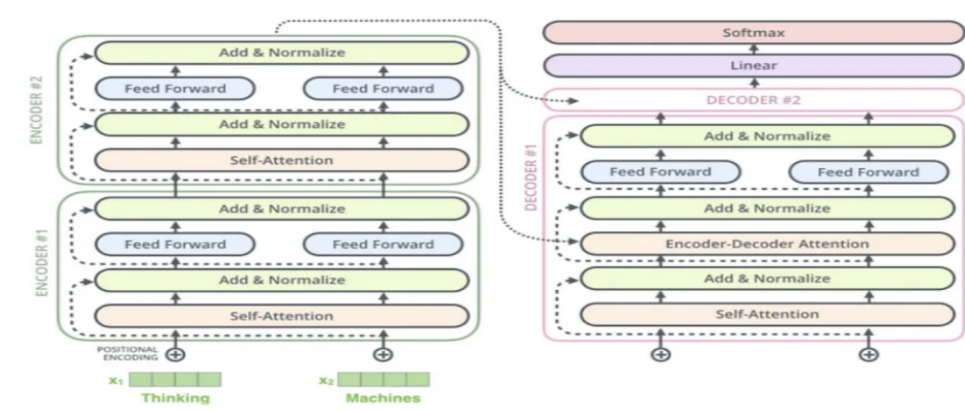 ENCODER #2
Add & Normalize
Feed Forward Feed Forward
Add & Normalize
Self-Attention
ENCODER #1
Add & Normalize
Feed Forward Feed Forward
Add & Normalize
Self-Attention
POSITIONAL
ENCODING
x₁ x₂
Thinking Machines
Softmax
Linear
DECODER #2
DECODER #1
Add & Normalize
Feed Forward Feed Forward
Add & Normalize
Encoder-Decoder Attention
Add & Normalize
Self-Attention